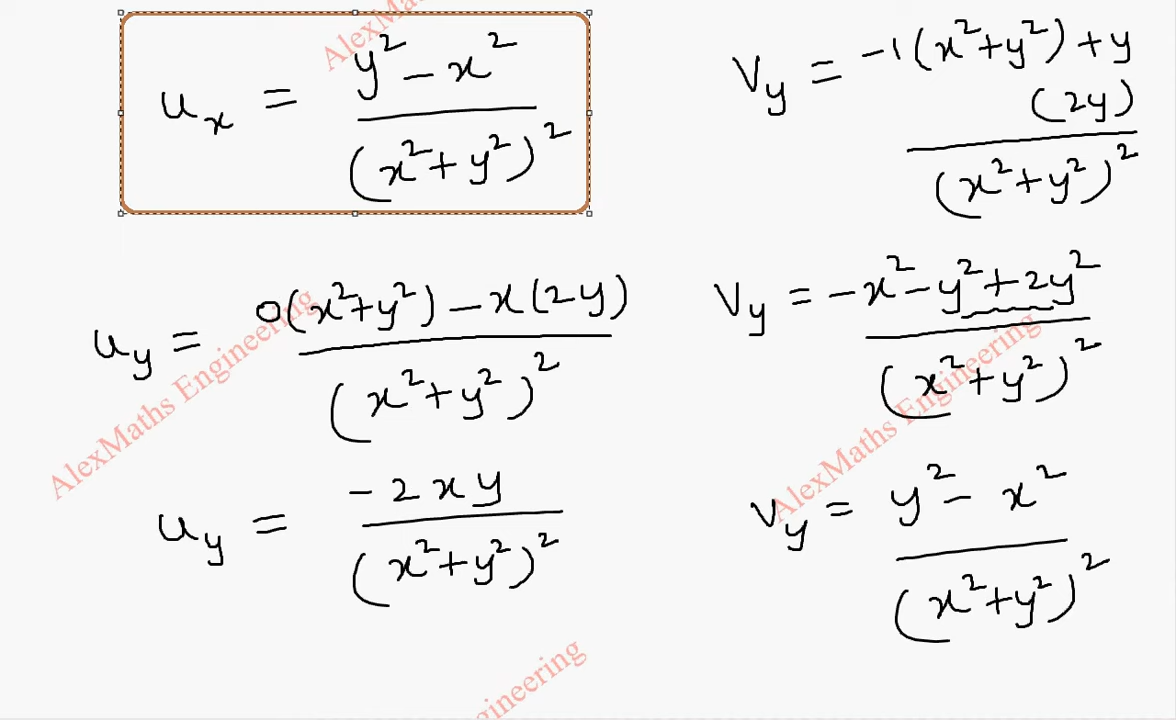 u_x = (y² - x²) / (x² + y²)²
u_y = (0(x² + y²) - x(2y)) / (x² + y²)²
u_y = (-2xy) / (x² + y²)²
V_y = (-1(x² + y²) + y
(2y)) / (x² + y²)²
V_y = (-x² - y² + 2y²) / (x² + y²)²
V_y = (y² - x²) / (x² + y²)²
AlexMaths Engineering
AlexMaths Engineering
AlexMaths
ngineering